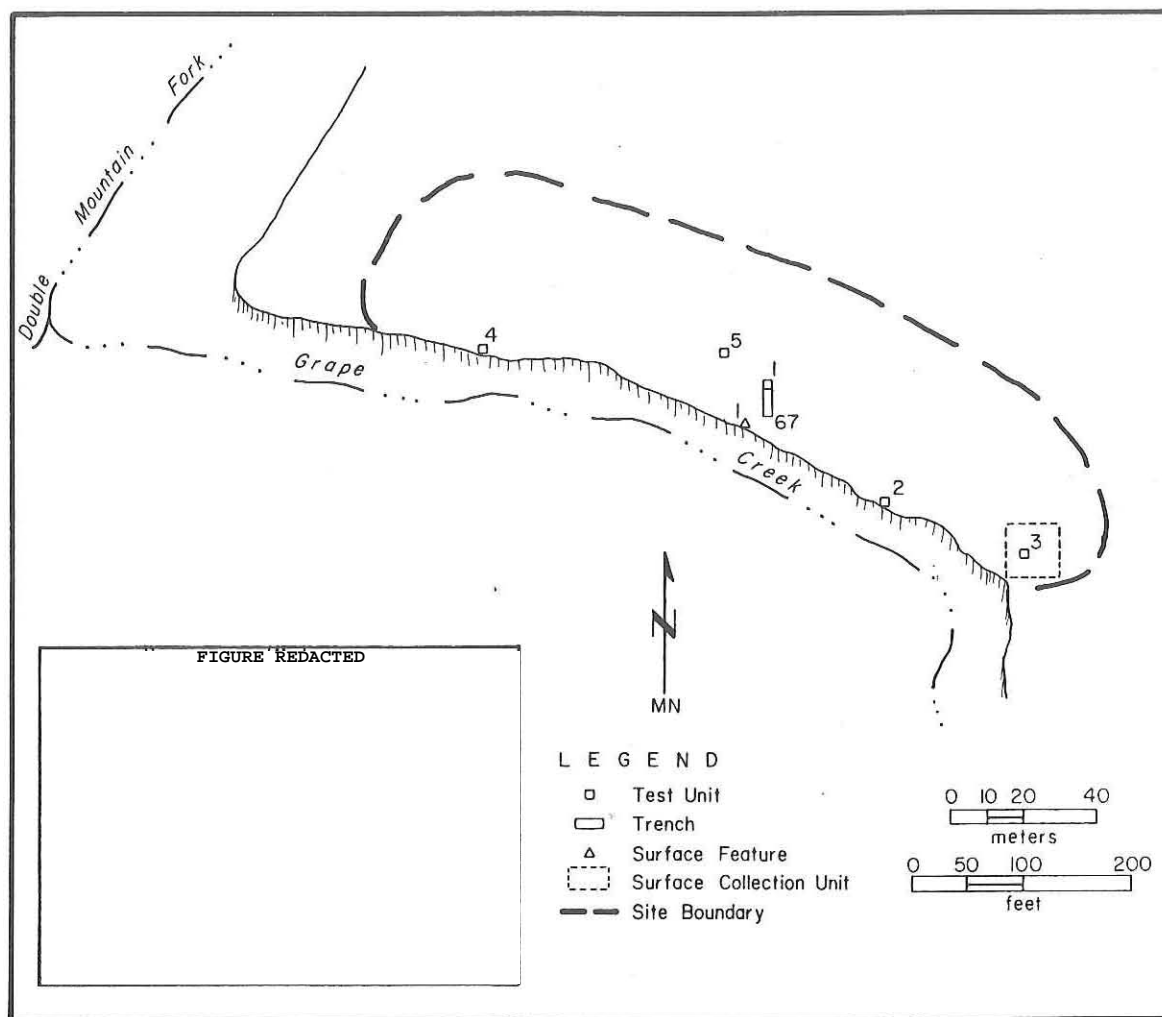 Fork
Mountain
Double
4
5
Grape
1
1
67
Creek
2
3
N
MN
FIGURE REDACTED
LEGEND
Test Unit
Trench
Surface Feature
Surface Collection Unit
Site Boundary
0 10 20 40
meters
0 50 100 200
feet